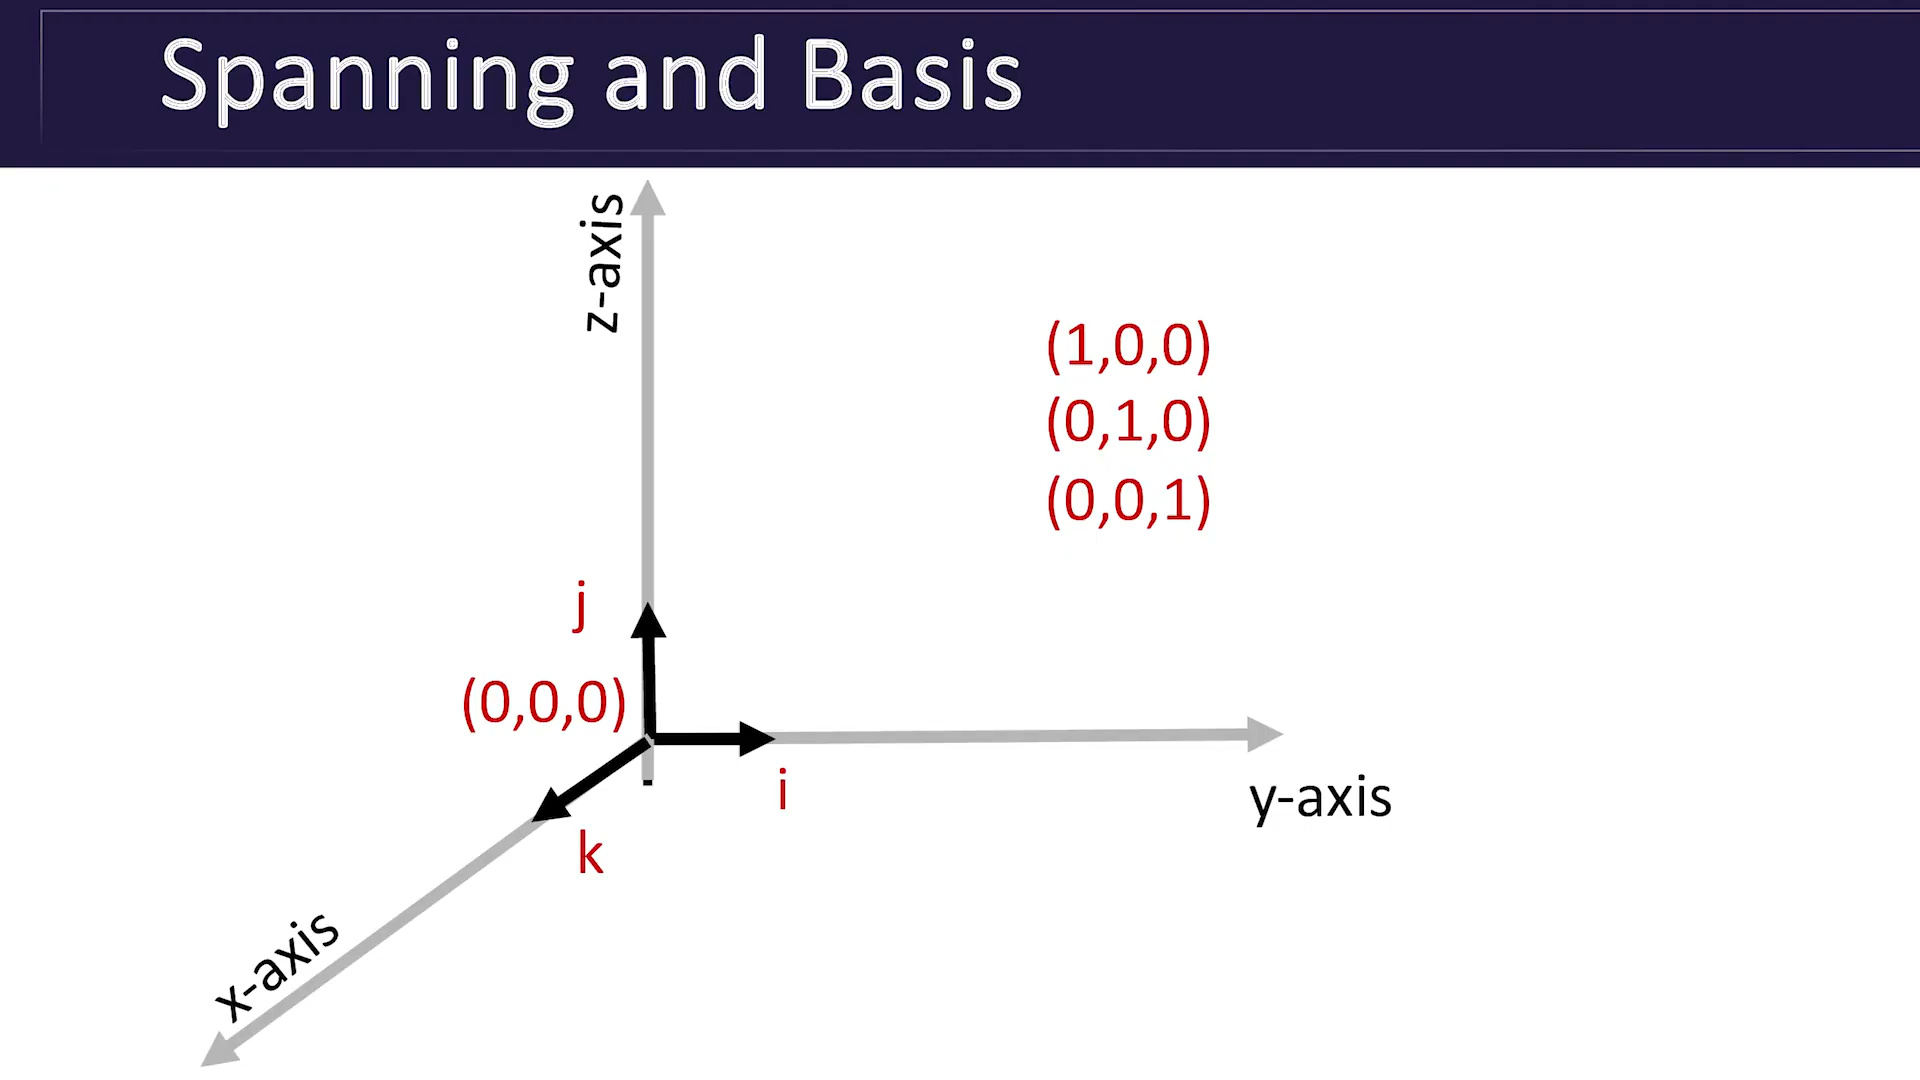 Spanning and Basis
z-axis
(1,0,0)
(0,1,0)
(0,0,1)
j
(0,0,0)
i
y-axis
k
x-axis